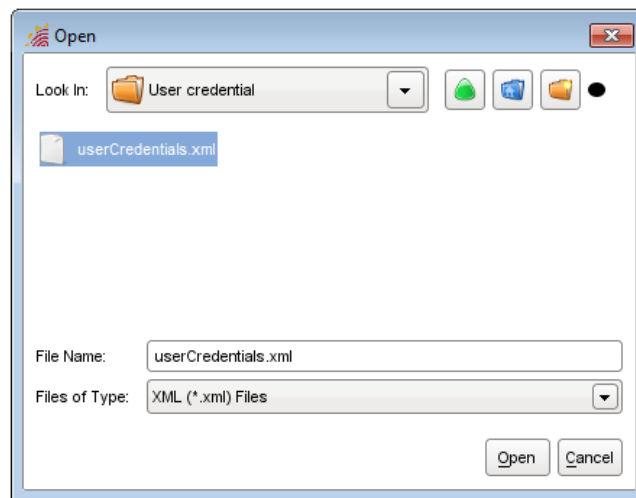 Open
Look In: User credential
userCredentials.xml
File Name: userCredentials.xml
Files of Type: XML (*.xml) Files
Open Cancel